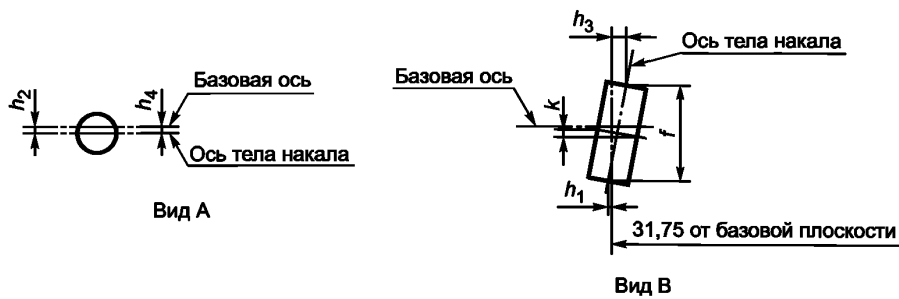 h2
h4
Базовая ось
Ось тела накала
Вид А
h3
Ось тела накала
Базовая ось
k
f
h1
31,75 от базовой плоскости
Вид В